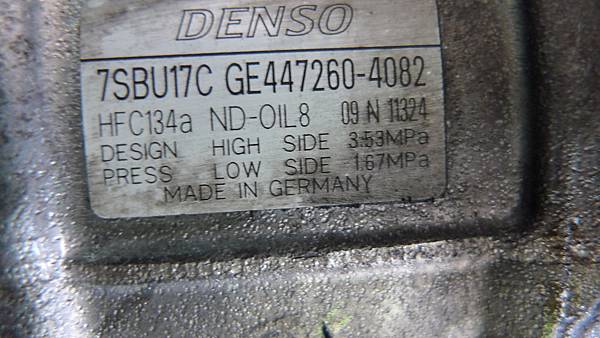 DENSO
7SBU17C GE447260-4082
HFC134a ND-OIL8 09 N 11324
DESIGN HIGH SIDE 3.53MPa
PRESS LOW SIDE 1.67MPa
MADE IN GERMANY